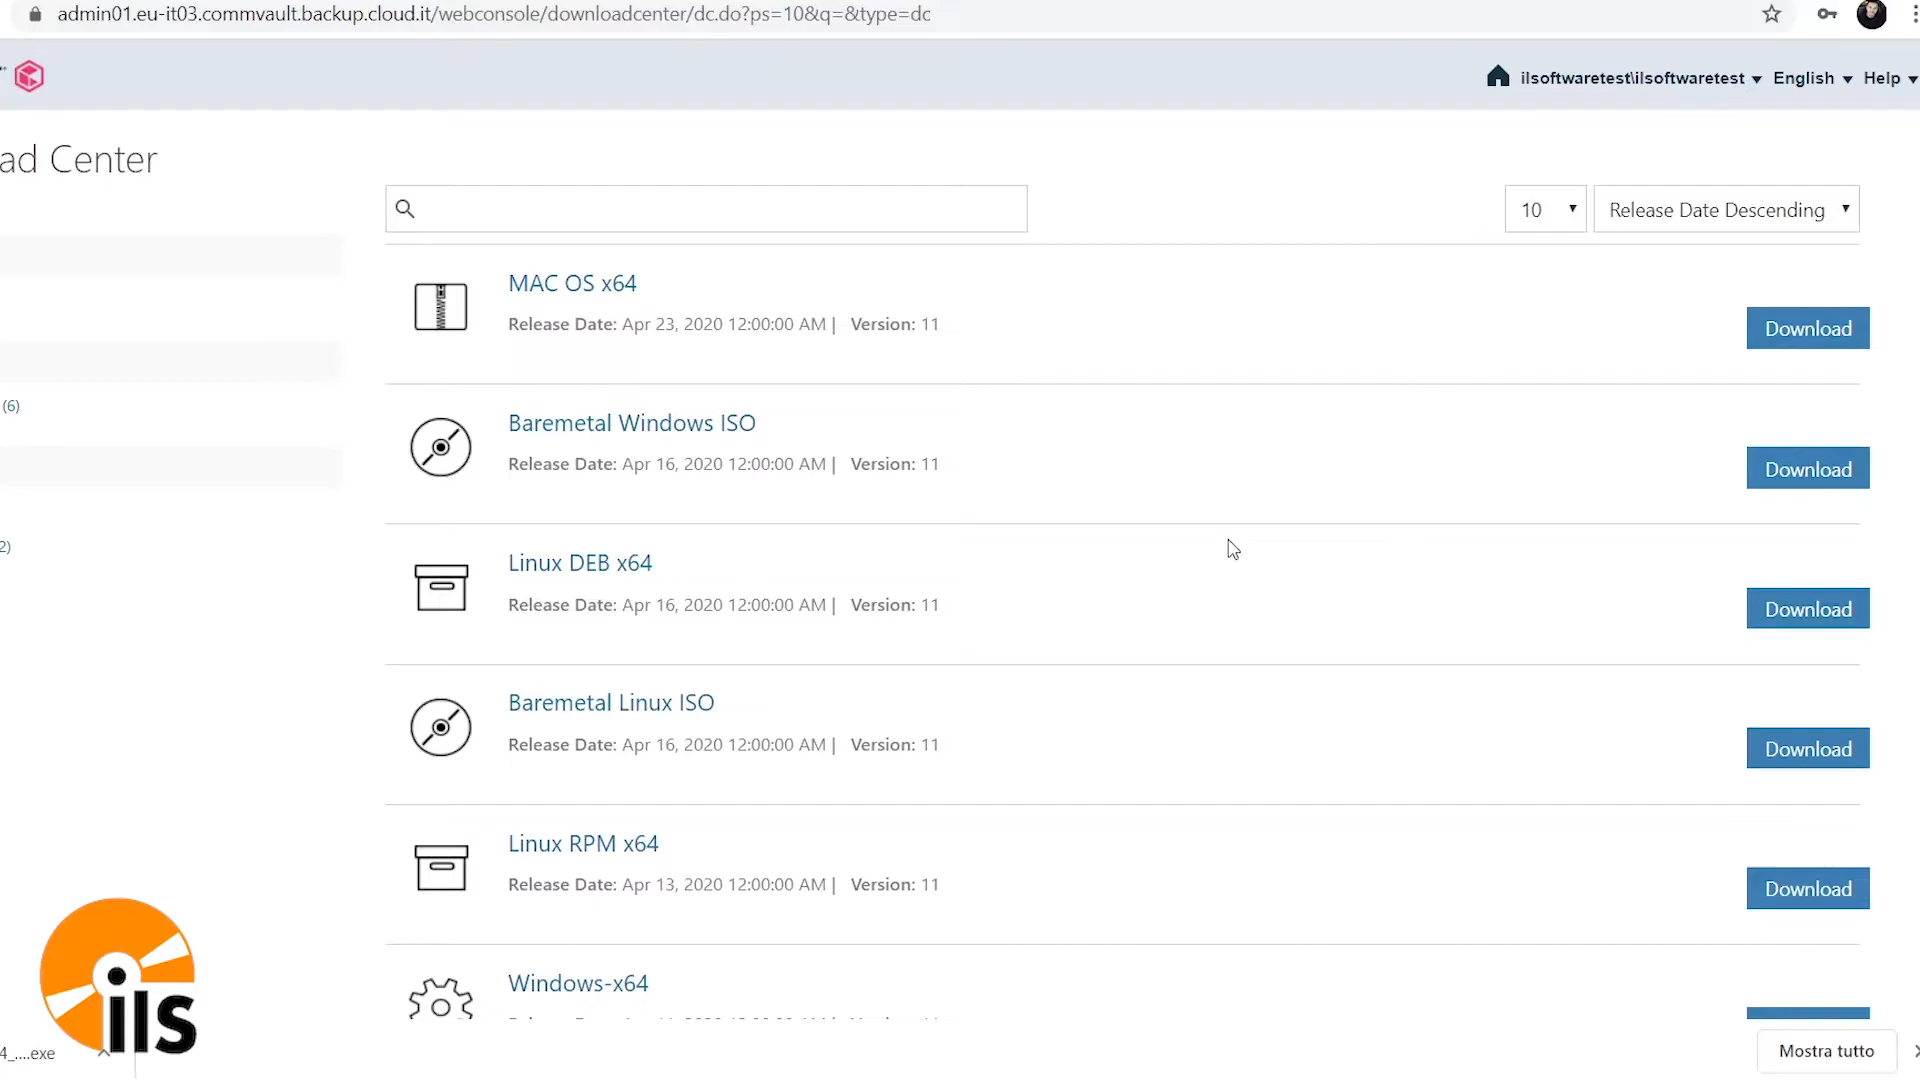 admin01.eu-it03.commvault.backup.cloud.it/webconsole/downloadcenter/dc.do?ps=10&q=&type=dc
ilsoftwaretest\ilsoftwaretest English Help
ad Center
10 Release Date Descending
MAC OS x64
Release Date: Apr 23, 2020 12:00:00 AM | Version: 11
Download
(6)
Baremetal Windows ISO
Release Date: Apr 16, 2020 12:00:00 AM | Version: 11
Download
2)
Linux DEB x64
Release Date: Apr 16, 2020 12:00:00 AM | Version: 11
Download
Baremetal Linux ISO
Release Date: Apr 16, 2020 12:00:00 AM | Version: 11
Download
Linux RPM x64
Release Date: Apr 13, 2020 12:00:00 AM | Version: 11
Download
Windows-x64
ils
4_....exe
Mostra tutto